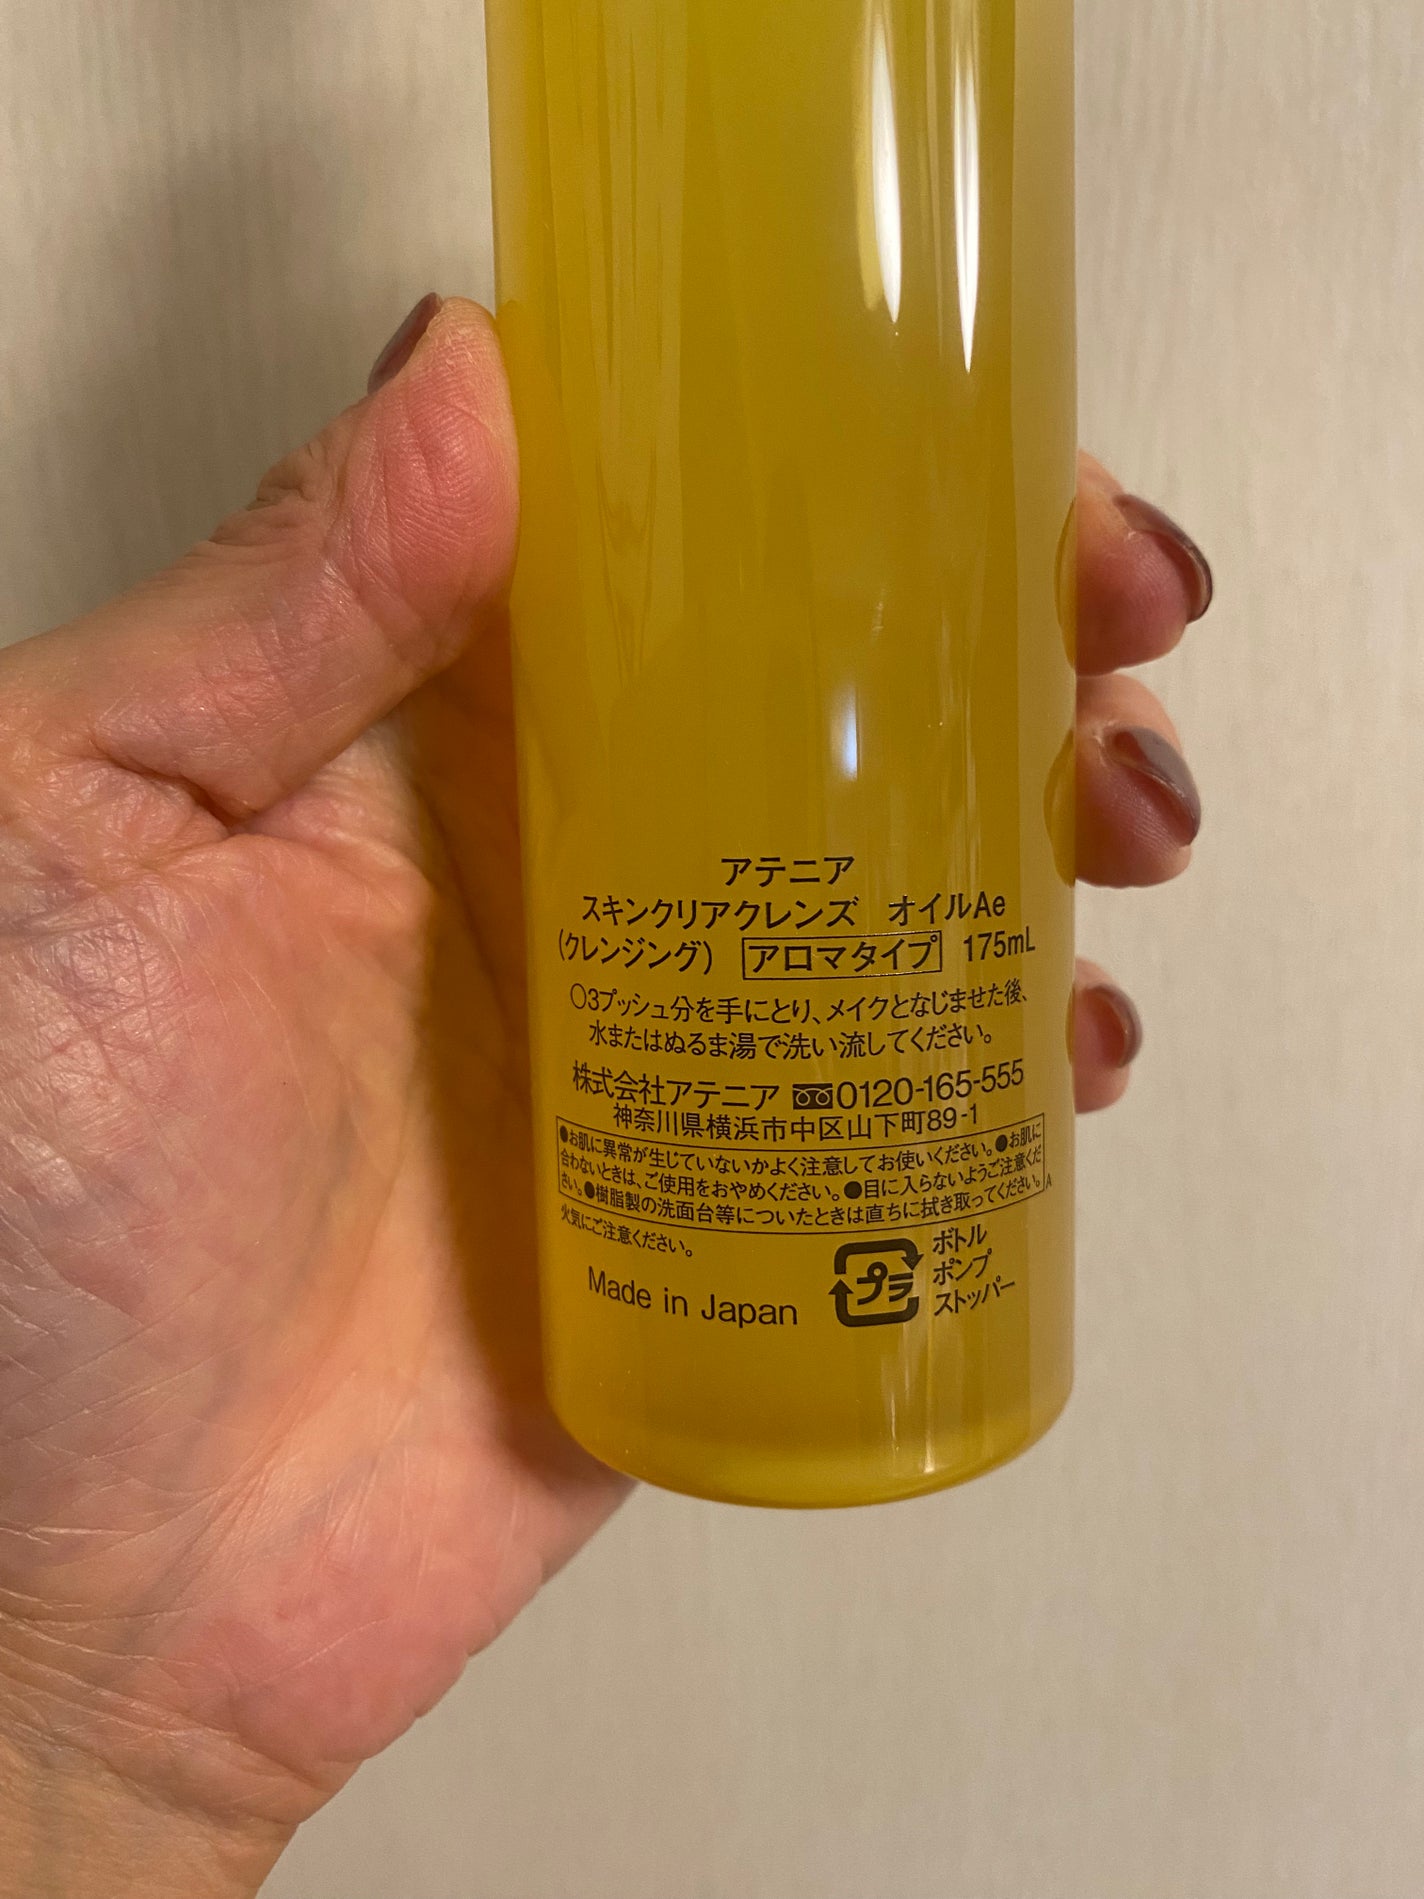 アテニア
スキンクリアクレンズ オイルAe
(クレンジング) アロマタイプ 175mL
○3プッシュ分を手にとり、メイクとなじませた後、
水またはぬるま湯で洗い流してください。
株式会社アテニア 0120-165-555
神奈川県横浜市中区山下町89-1
●お肌に異常が生じていないかよく注意してお使いください。●お肌に
合わないときは、ご使用をおやめください。●目に入らないようご注意くだ
さい。●樹脂製の洗面台等についたときは直ちに拭き取ってください。 A
火気にご注意ください。
Made in Japan
プラ
ボトル
ポンプ
ストッパー